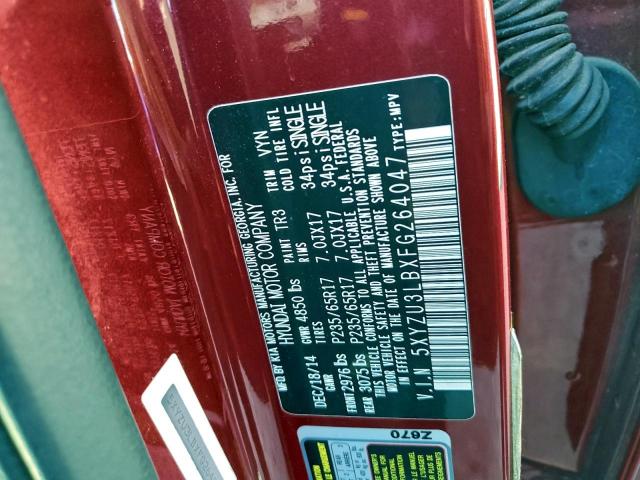 MFD BY KIA MOTORS MANUFACTURING GEORGIA, INC. FOR
HYUNDAI MOTOR COMPANY
DEC/18/14 GVWR 4850 lbs PAINT TR3 TRIM VYN
GAWR TIRES RIMS COLD TIRE INFL
FRONT 2976 lbs P235/65R17 7.0JX17 34psi SINGLE
REAR 3075 lbs P235/65R17 7.0JX17 34psi SINGLE
THIS VEHICLE CONFORMS TO ALL APPLICABLE U.S.A. FEDERAL
MOTOR VEHICLE SAFETY AND THEFT PREVENTION STANDARDS
IN EFFECT ON THE DATE OF MANUFACTURE SHOWN ABOVE
V.I.N 5XYZU3LBXFG264047 TYPE:MPV
Z670